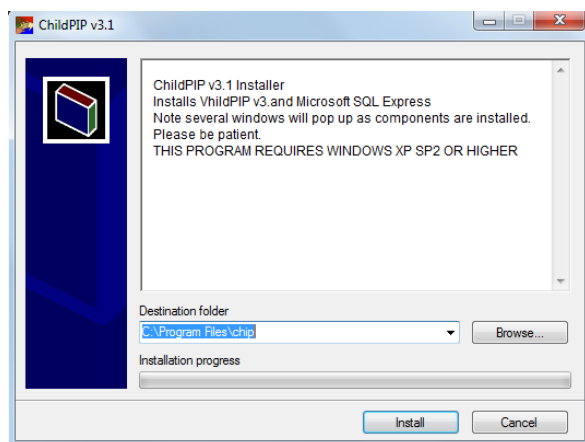 ChildPIP v3.1
ChildPIP v3.1 Installer
Installs VhildPIP v3.and Microsoft SQL Express
Note several windows will pop up as components are installed.
Please be patient.
THIS PROGRAM REQUIRES WINDOWS XP SP2 OR HIGHER
Destination folder
C:\Program Files\chip
Browse...
Installation progress
Install
Cancel